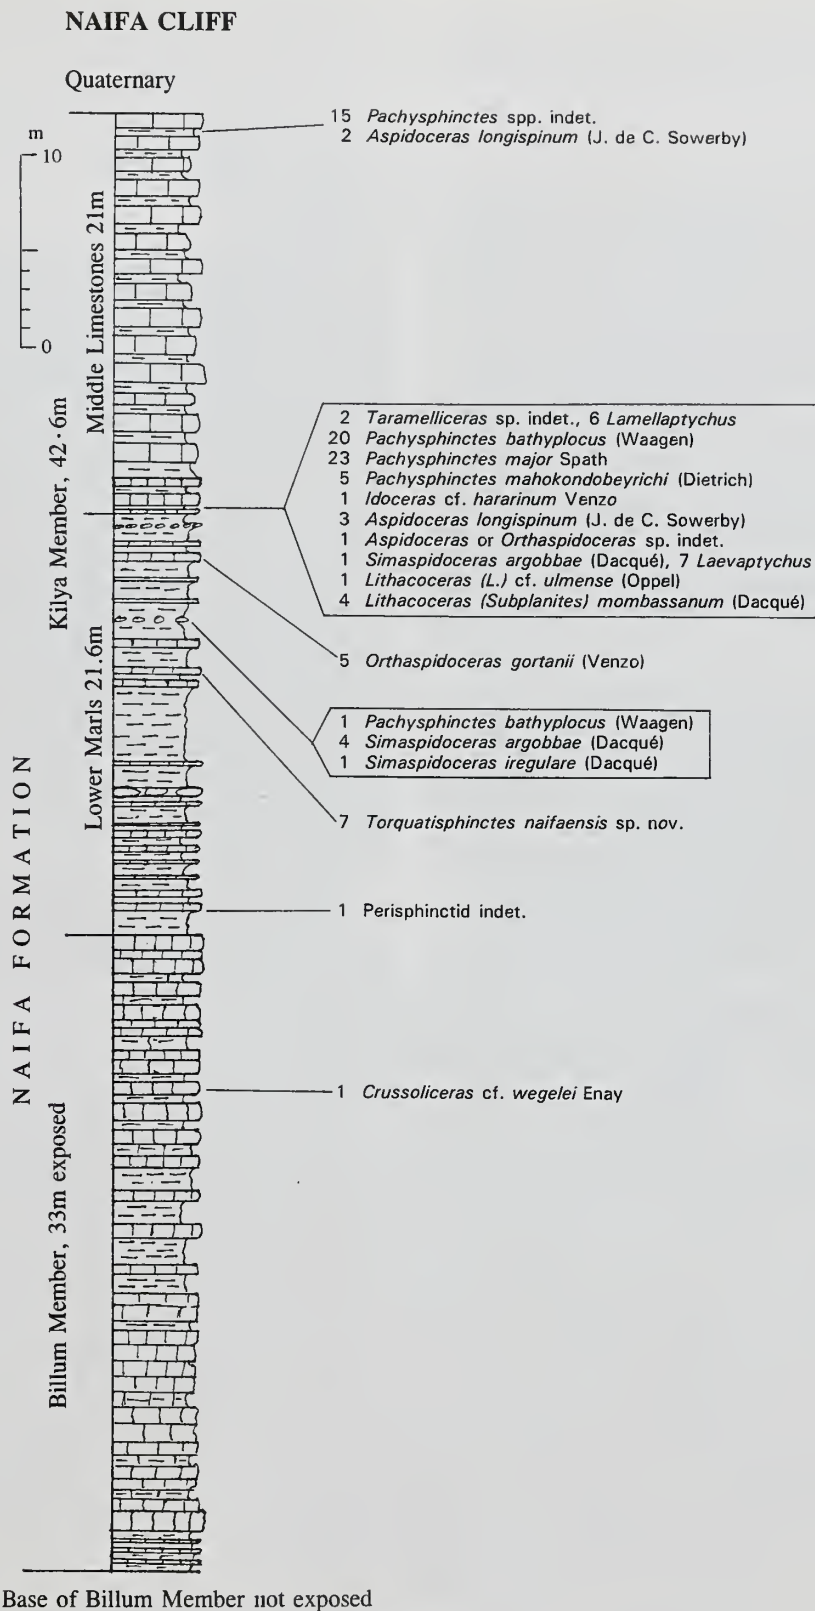 NAIFA CLIFF
Quaternary
m
10
0
15 Pachysphinctes spp. indet.
2 Aspidoceras longispinum (J. de C. Sowerby)
Middle Limestones 21m
Kilya Member, 42·6m
2 Taramelliceras sp. indet., 6 Lamellaptychus
20 Pachysphinctes bathyplocus (Waagen)
23 Pachysphinctes major Spath
5 Pachysphinctes mahokondobeyrichi (Dietrich)
1 Idoceras cf. hararinum Venzo
3 Aspidoceras longispinum (J. de C. Sowerby)
1 Aspidoceras or Orthaspidoceras sp. indet.
1 Simaspidoceras argobbae (Dacqué), 7 Laevaptychus
1 Lithacoceras (L.) cf. ulmense (Oppel)
4 Lithacoceras (Subplanites) mombassanum (Dacqué)
Lower Marls 21.6m
5 Orthaspidoceras gortanii (Venzo)
1 Pachysphinctes bathyplocus (Waagen)
4 Simaspidoceras argobbae (Dacqué)
1 Simaspidoceras iregulare (Dacqué)
7 Torquatisphinctes naifaensis sp. nov.
NAIFA FORMATION
1 Perisphinctid indet.
1 Crussoliceras cf. wegelei Enay
Billum Member, 33m exposed
Base of Billum Member not exposed